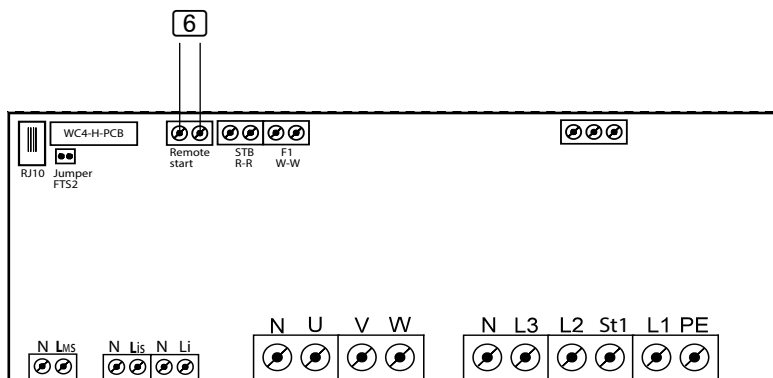 6
WC4-H-PCB
RJ10 Jumper
FTS2
Remote
start
STB
R-R
F1
W-W
N LMS N LiS N Li
N U V W
N L3 L2 St1 L1 PE